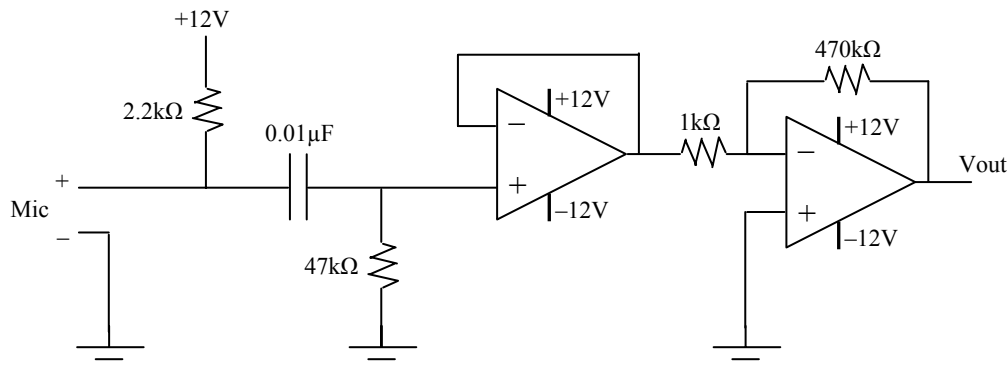 +12V
2.2kΩ
0.01µF
+
Mic
–
47kΩ
–
+
+12V
–12V
1kΩ
470kΩ
–
+
+12V
–12V
Vout